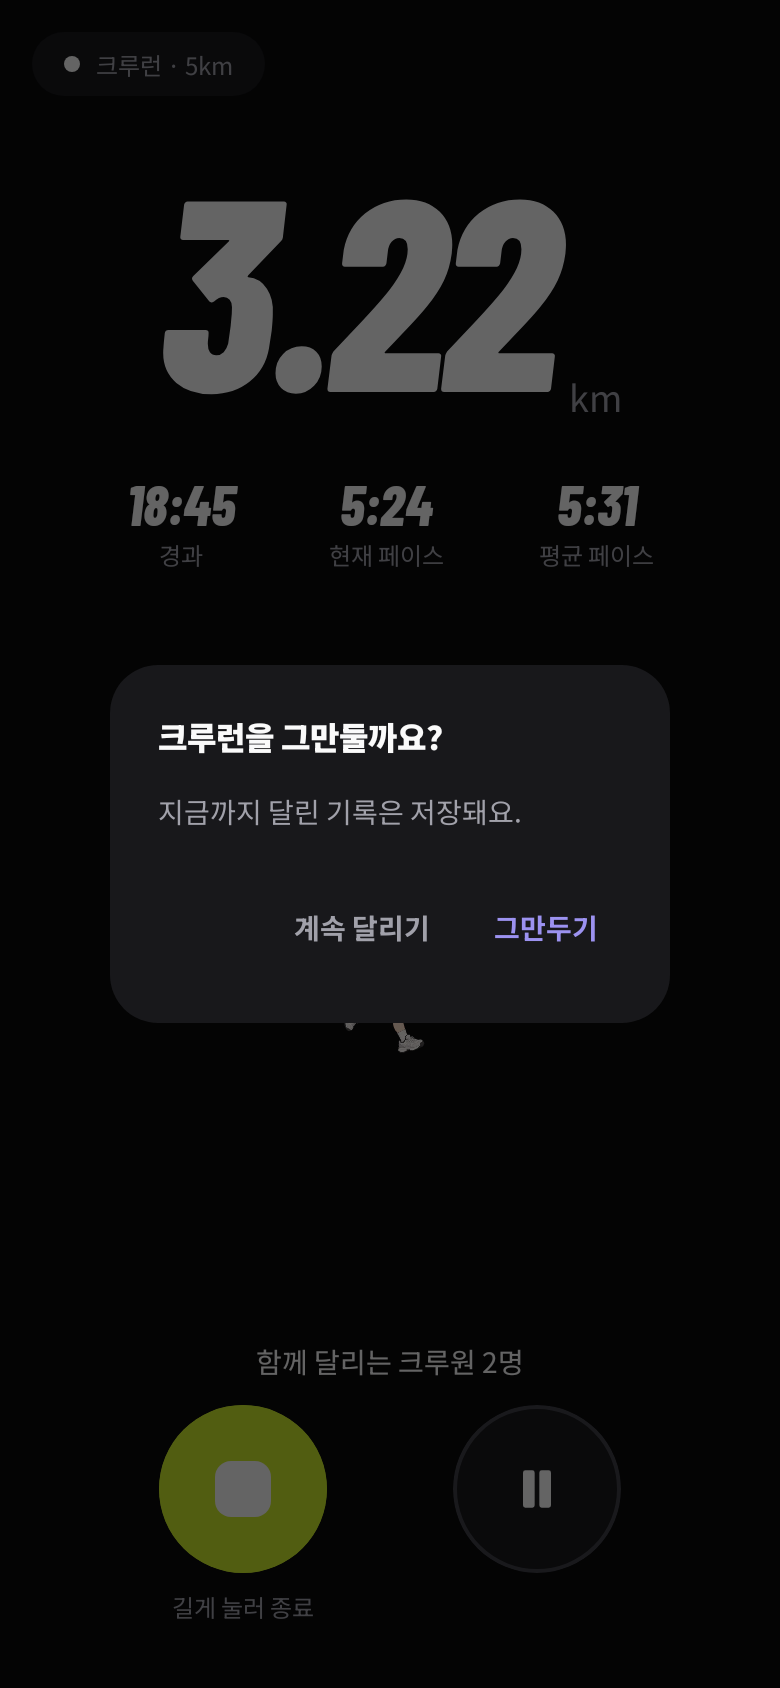 크루런 · 5km
3.22 km
18:45 5:24 5:31
경과 현재 페이스 평균 페이스
크루런을 그만둘까요?
지금까지 달린 기록은 저장돼요.
계속 달리기 그만두기
함께 달리는 크루원 2명
길게 눌러 종료